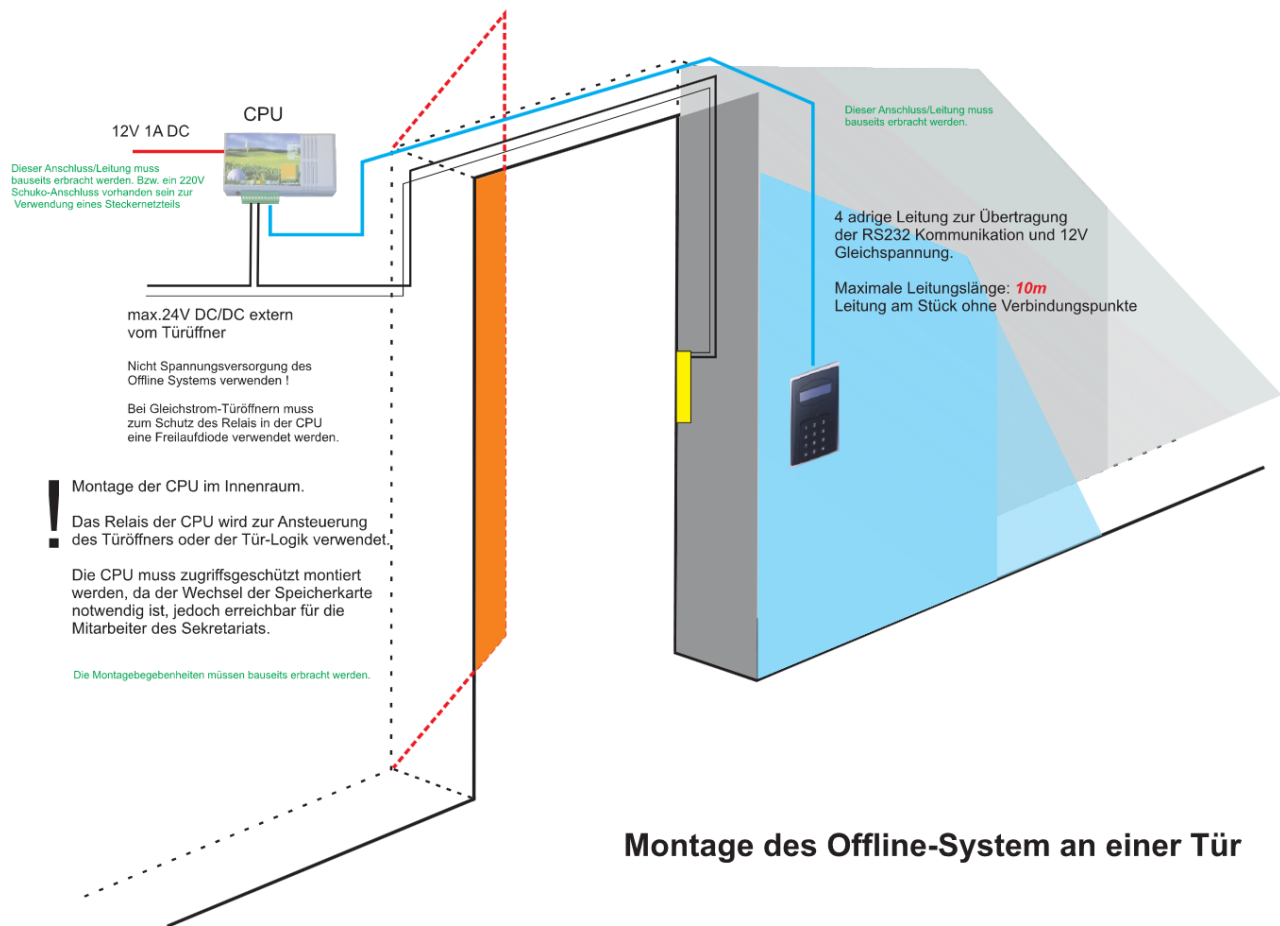 CPU
12V 1A DC
Dieser Anschluss/Leitung muss
bauseits erbracht werden. Bzw. ein 220V
Schuko-Anschluss vorhanden sein zur
Verwendung eines Steckernetzteils
Dieser Anschluss/Leitung muss
bauseits erbracht werden.
4 adrige Leitung zur Übertragung
der RS232 Kommunikation und 12V
Gleichspannung.
Maximale Leitungslänge: 10m
Leitung am Stück ohne Verbindungspunkte
max.24V DC/DC extern
vom Türüffner
Nicht Spannungsversorgung des
Offline Systems verwenden !
Bei Gleichstrom-Türöffnern muss
zum Schutz des Relais in der CPU
eine Freilaufdiode verwendet werden.
! Montage der CPU im Innenraum.
Das Relais der CPU wird zur Ansteuerung
des Türöffners oder der Tür-Logik verwendet.
Die CPU muss zugriffsgeschützt montiert
werden, da der Wechsel der Speicherkarte
notwendig ist, jedoch erreichbar für die
Mitarbeiter des Sekretariats.
Die Montagebegebenheiten müssen bauseits erbracht werden.
Montage des Offline-System an einer Tür